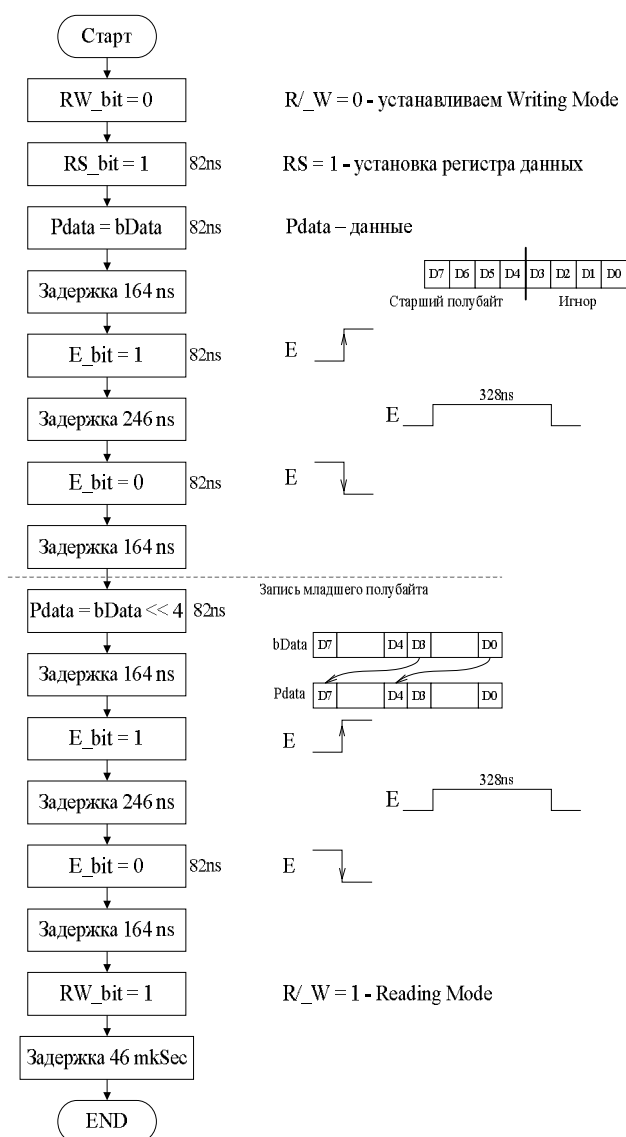 Старт
RW_bit = 0
R/_W = 0 - устанавливаем Writing Mode
RS_bit = 1
82ns
RS = 1 - установка регистра данных
Pdata = bData
82ns
Pdata – данные
D7 D6 D5 D4 D3 D2 D1 D0
Старший полубайт Игнор
Задержка 164 ns
E_bit = 1
82ns
E
Задержка 246 ns
E
328ns
E_bit = 0
82ns
E
Задержка 164 ns
Запись младшего полубайта
Pdata = bData << 4
82ns
bData D7 D4 D3 D0
Задержка 164 ns
Pdata D7 D4 D3 D0
E_bit = 1
E
Задержка 246 ns
E
328ns
E_bit = 0
82ns
E
Задержка 164 ns
RW_bit = 1
R/_W = 1 - Reading Mode
Задержка 46 mkSec
END